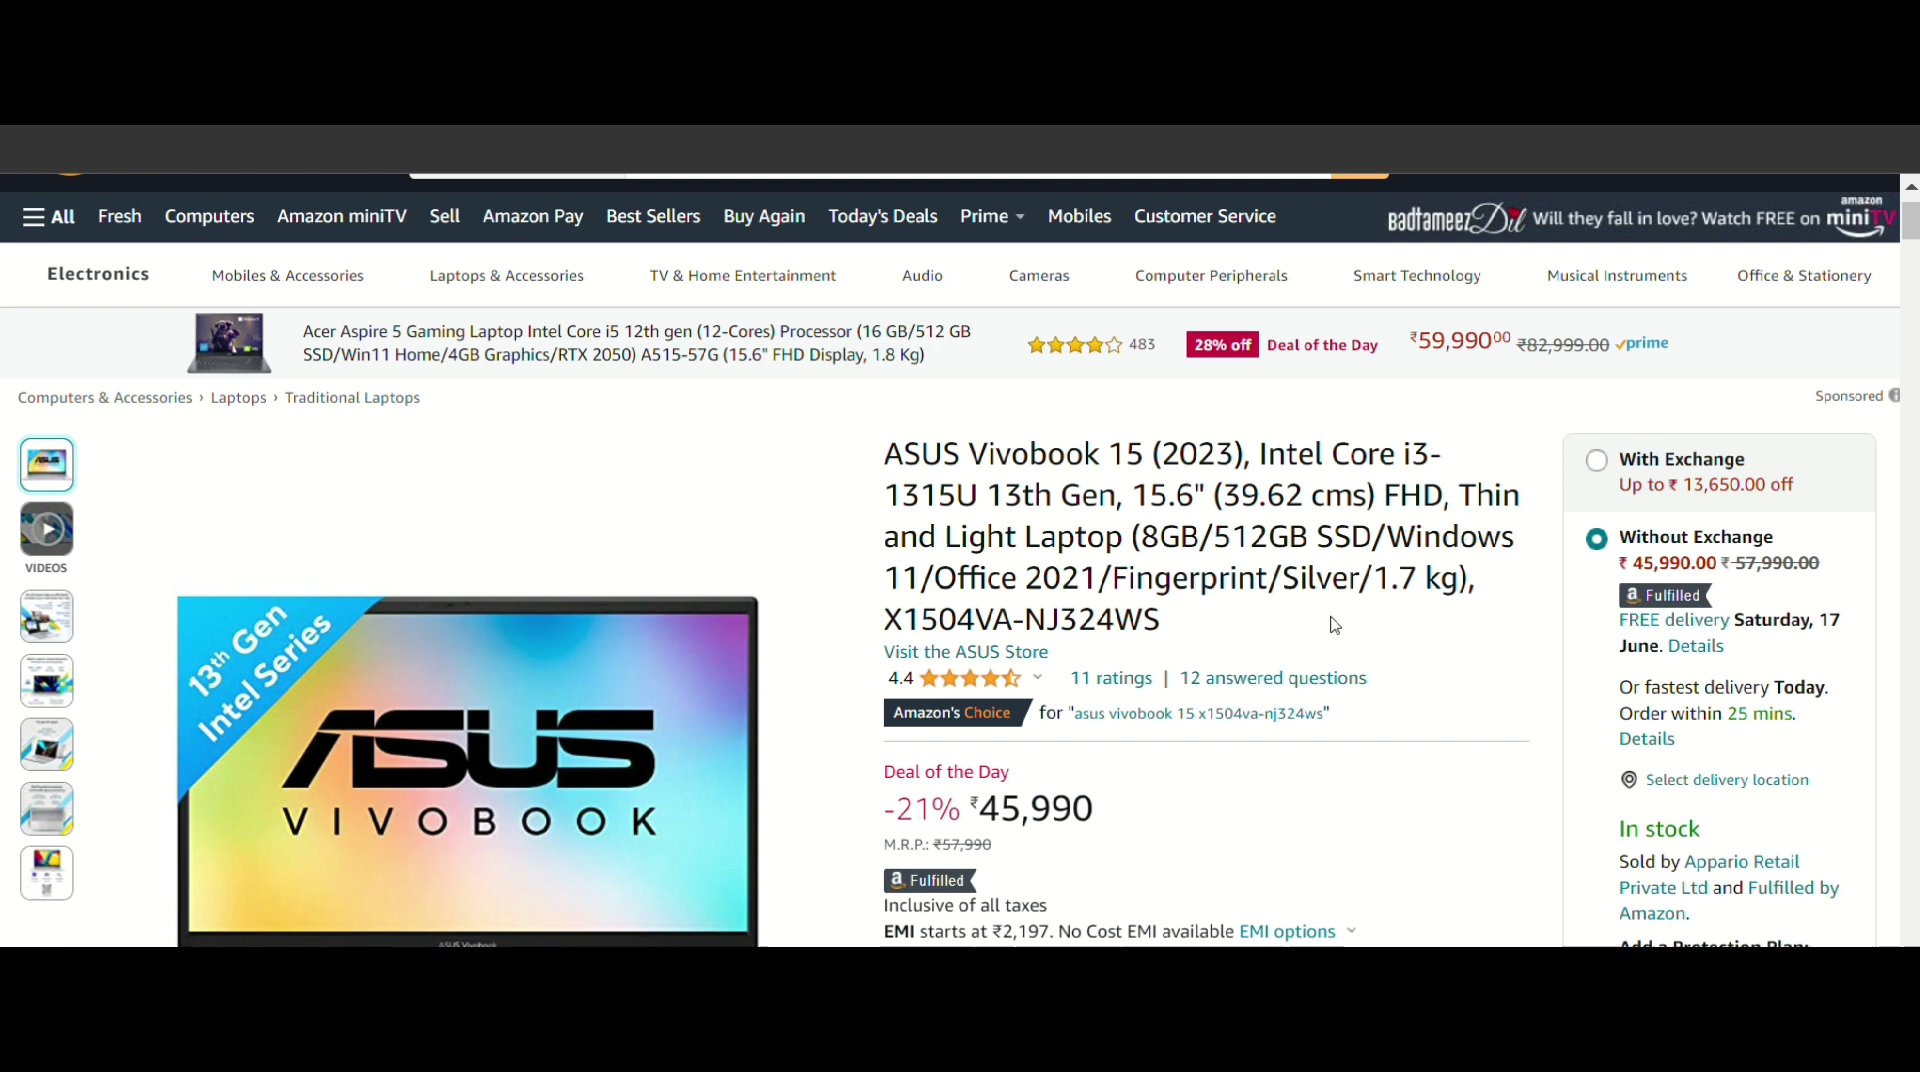 All Fresh Computers Amazon miniTV Sell Amazon Pay Best Sellers Buy Again Today's Deals Prime Mobiles Customer Service
BADTAMEEZ Dil Will they fall in love? Watch FREE on amazon miniTV
Electronics Mobiles & Accessories Laptops & Accessories TV & Home Entertainment Audio Cameras Computer Peripherals Smart Technology Musical Instruments Office & Stationery
Acer Aspire 5 Gaming Laptop Intel Core i5 12th gen (12-Cores) Processor (16 GB/512 GB
SSD/Win11 Home/4GB Graphics/RTX 2050) A515-57G (15.6" FHD Display, 1.8 Kg)
483 28% off Deal of the Day ₹59,99000 ₹82,999.00 prime
Computers & Accessories › Laptops › Traditional Laptops
Sponsored
VIDEOS
13th Gen
Intel Series
ASUS
VIVOBOOK
ASUS Vivobook
ASUS Vivobook 15 (2023), Intel Core i3-
1315U 13th Gen, 15.6" (39.62 cms) FHD, Thin
and Light Laptop (8GB/512GB SSD/Windows
11/Office 2021/Fingerprint/Silver/1.7 kg),
X1504VA-NJ324WS
Visit the ASUS Store
4.4 11 ratings | 12 answered questions
Amazon's Choice for "asus vivobook 15 x1504va-nj324ws"
Deal of the Day
-21% ₹45,990
M.R.P.: ₹57,990
a Fulfilled
Inclusive of all taxes
EMI starts at ₹2,197. No Cost EMI available EMI options
With Exchange
Up to ₹ 13,650.00 off
Without Exchange
₹ 45,990.00 ₹ 57,990.00
a Fulfilled
FREE delivery Saturday, 17
June. Details
Or fastest delivery Today.
Order within 25 mins.
Details
Select delivery location
In stock
Sold by Appario Retail
Private Ltd and Fulfilled by
Amazon.
Add a Protection Plan: